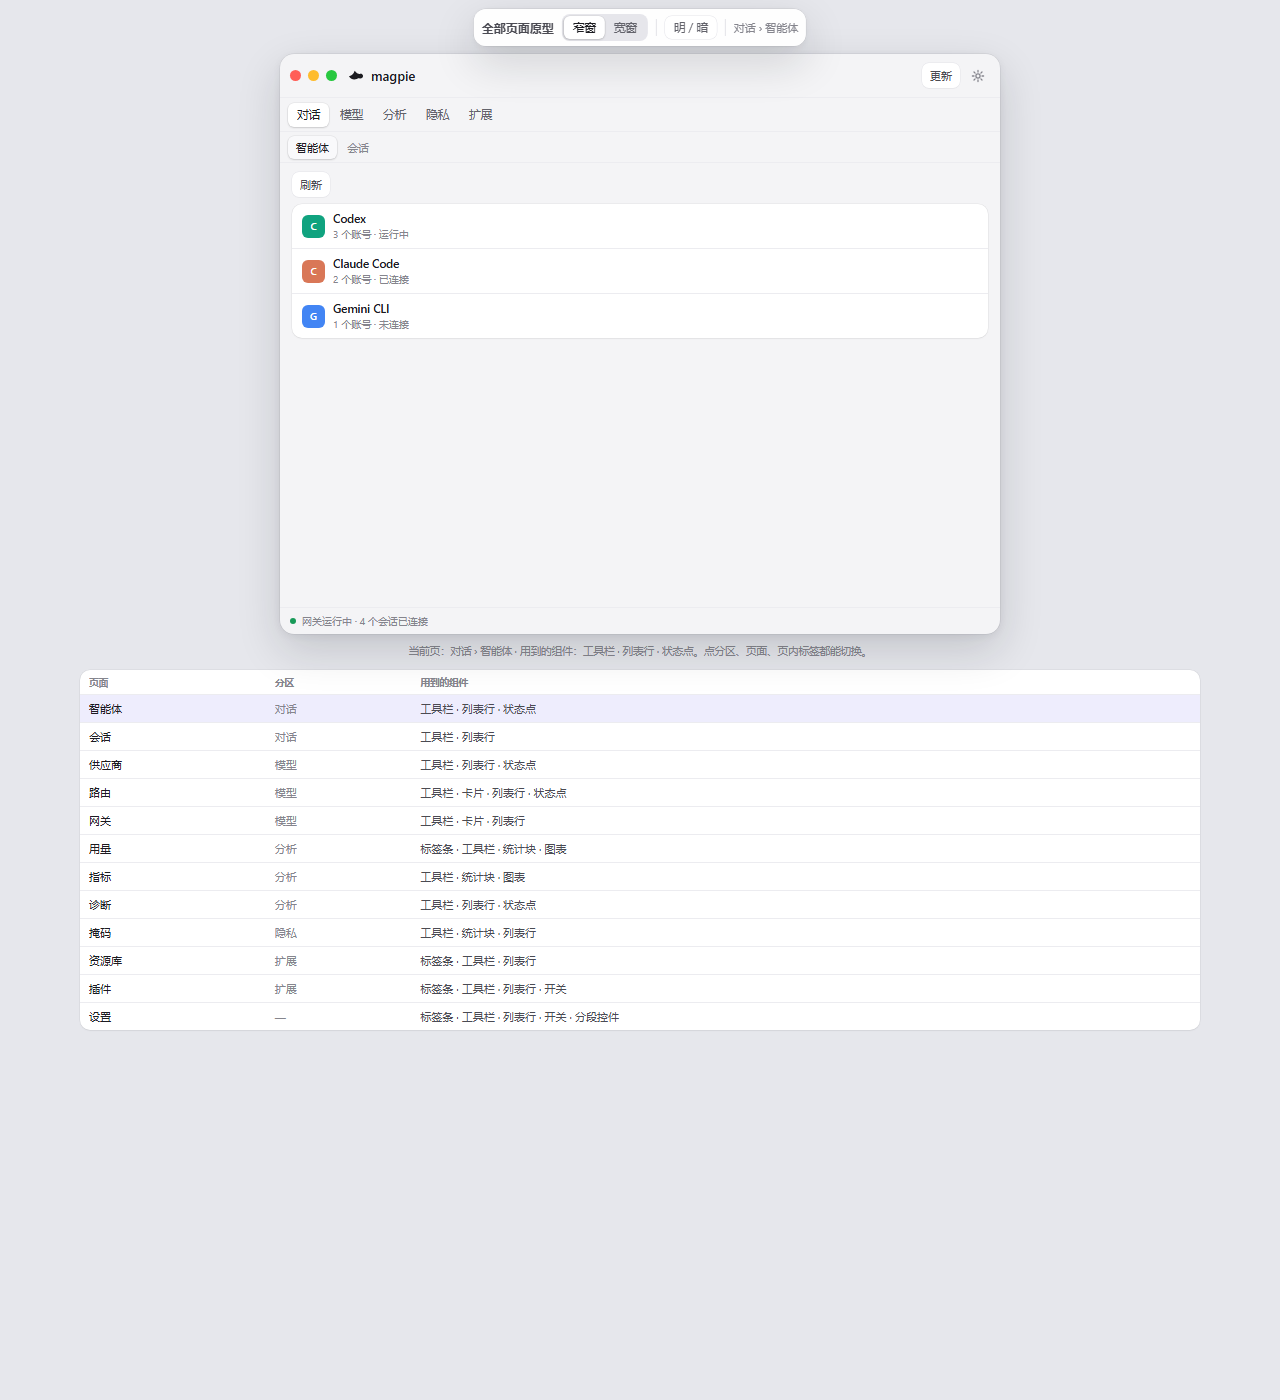 全部页面原型 窄窗 宽窗 明 / 暗 对话 › 智能体
magpie 更新
对话 模型 分析 隐私 扩展
智能体 会话
刷新
C Codex
3 个账号 · 运行中
C Claude Code
2 个账号 · 已连接
G Gemini CLI
1 个账号 · 未连接
网关运行中 · 4 个会话已连接
当前页：对话 › 智能体 · 用到的组件：工具栏 · 列表行 · 状态点。点分区、页面、页内标签都能切换。
页面 分区 用到的组件
智能体 对话 工具栏 · 列表行 · 状态点
会话 对话 工具栏 · 列表行
供应商 模型 工具栏 · 列表行 · 状态点
路由 模型 工具栏 · 卡片 · 列表行 · 状态点
网关 模型 工具栏 · 卡片 · 列表行
用量 分析 标签条 · 工具栏 · 统计块 · 图表
指标 分析 工具栏 · 统计块 · 图表
诊断 分析 工具栏 · 列表行 · 状态点
掩码 隐私 工具栏 · 统计块 · 列表行
资源库 扩展 标签条 · 工具栏 · 列表行
插件 扩展 标签条 · 工具栏 · 列表行 · 开关
设置 — 标签条 · 工具栏 · 列表行 · 开关 · 分段控件